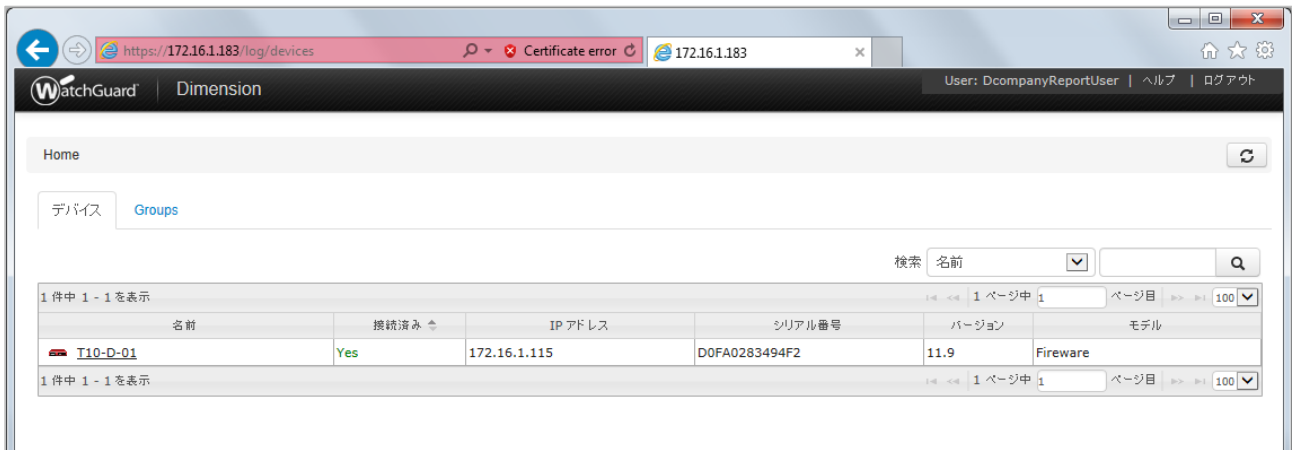 https://172.16.1.183/log/devices Certificate error 172.16.1.183
WatchGuard Dimension User: DcompanyReportUser | ヘルプ | ログアウト
Home
デバイス Groups
検索 名前
1 件中 1 - 1 を表示 1 ページ中 1 ページ目 100
名前 接続済み IP アドレス シリアル番号 バージョン モデル
T10-D-01 Yes 172.16.1.115 D0FA0283494F2 11.9 Fireware
1 件中 1 - 1 を表示 1 ページ中 1 ページ目 100